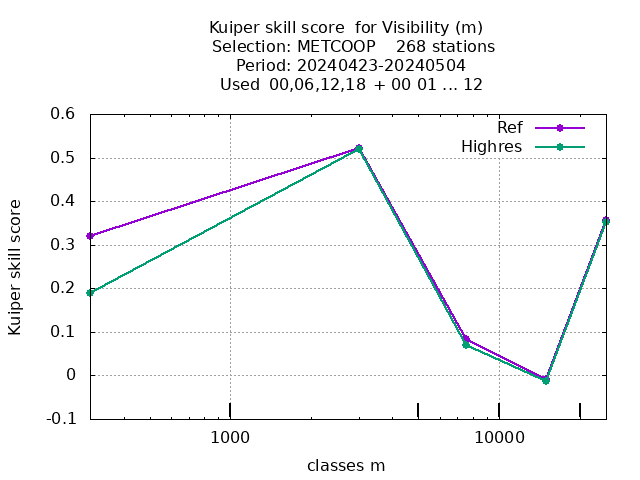 Kuiper skill score  for Visibility (m)
Selection: METCOOP    268 stations
Period: 20240423-20240504
Used  00,06,12,18  + 00 01 ... 12
Ref
Highres
0.6
0.5
0.4
0.3
0.2
0.1
0
-0.1
Kuiper skill score
1000
10000
classes m